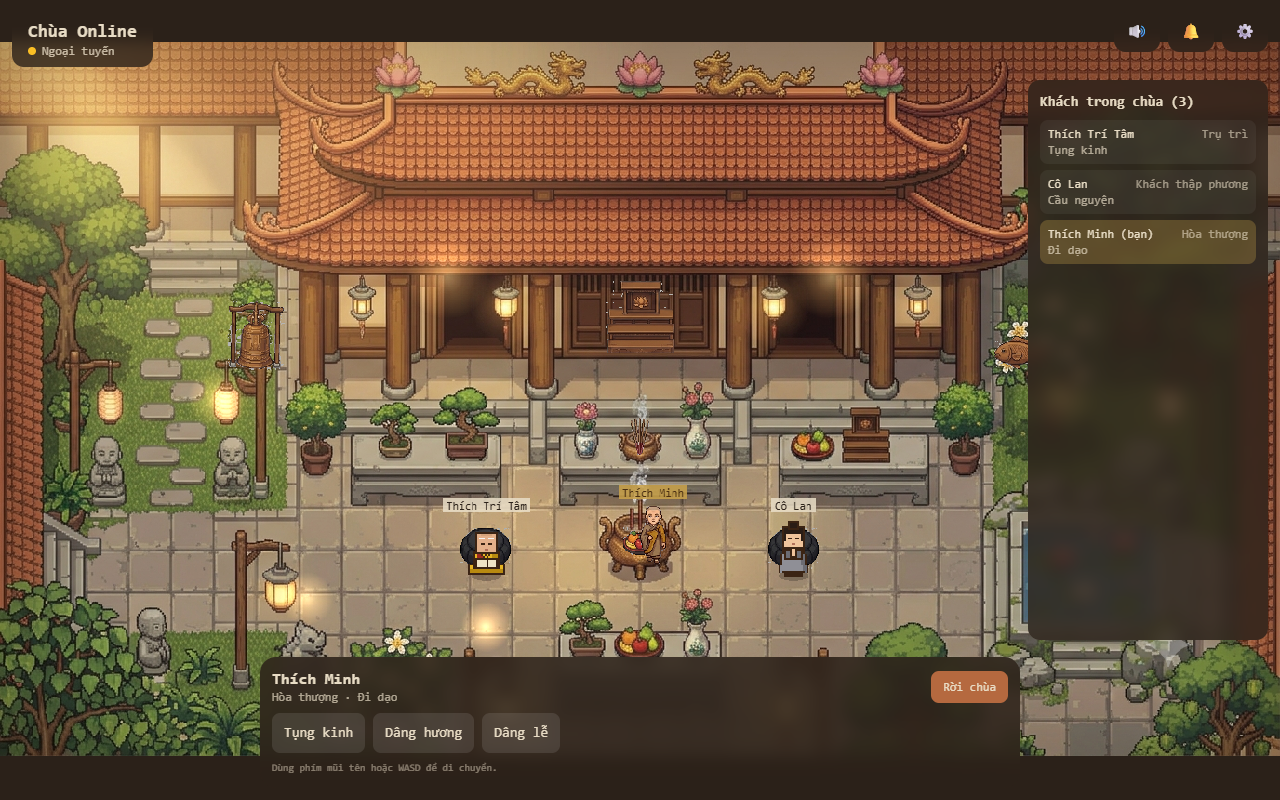 Chùa Online
Ngoại tuyến
Khách trong chùa (3)
Thích Trí Tâm Trụ trì
Tụng kinh
Cô Lan Khách thập phương
Cầu nguyện
Thích Minh (bạn) Hòa thượng
Đi dạo
Thích Minh
Thích Trí Tâm
Cô Lan
Thích Minh
Hòa thượng · Đi dạo
Rời chùa
Tụng kinh Dâng hương Dâng lễ
Dùng phím mũi tên hoặc WASD để di chuyển.